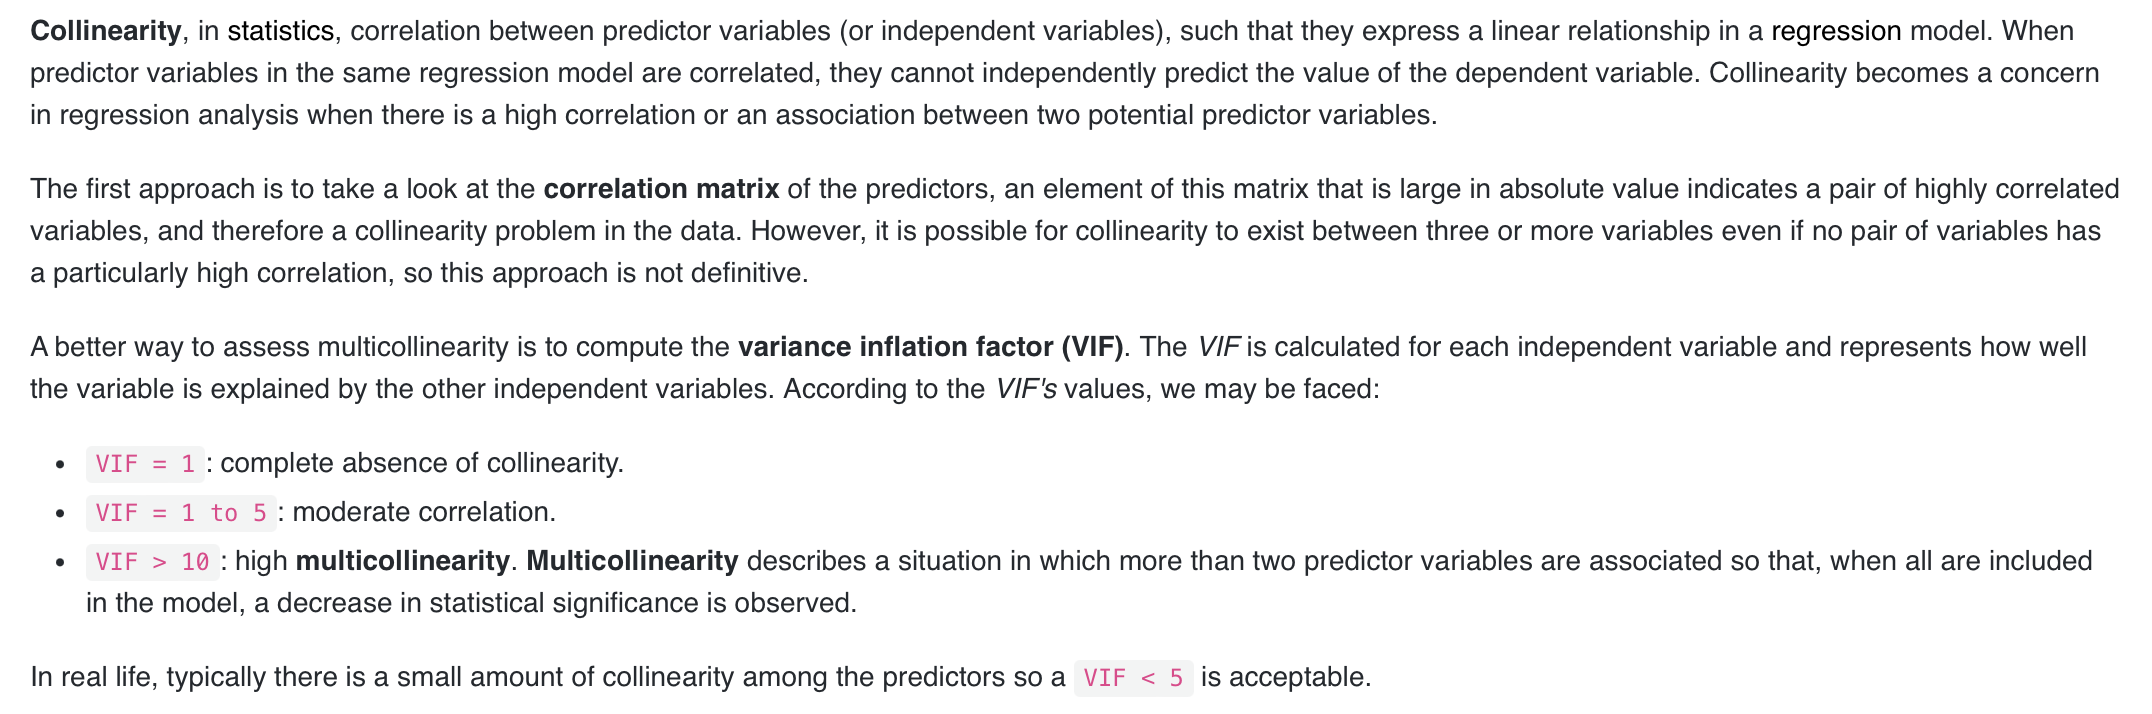 Collinearity, in statistics, correlation between predictor variables (or independent variables), such that they express a linear relationship in a regression model. When
predictor variables in the same regression model are correlated, they cannot independently predict the value of the dependent variable. Collinearity becomes a concern
in regression analysis when there is a high correlation or an association between two potential predictor variables.
The first approach is to take a look at the correlation matrix of the predictors, an element of this matrix that is large in absolute value indicates a pair of highly correlated
variables, and therefore a collinearity problem in the data. However, it is possible for collinearity to exist between three or more variables even if no pair of variables has
a particularly high correlation, so this approach is not definitive.
A better way to assess multicollinearity is to compute the variance inflation factor (VIF). The VIF is calculated for each independent variable and represents how well
the variable is explained by the other independent variables. According to the VIF's values, we may be faced:
• VIF = 1 : complete absence of collinearity.
• VIF = 1 to 5 : moderate correlation.
• VIF > 10 : high multicollinearity. Multicollinearity describes a situation in which more than two predictor variables are associated so that, when all are included
in the model, a decrease in statistical significance is observed.
In real life, typically there is a small amount of collinearity among the predictors so a VIF < 5 is acceptable.